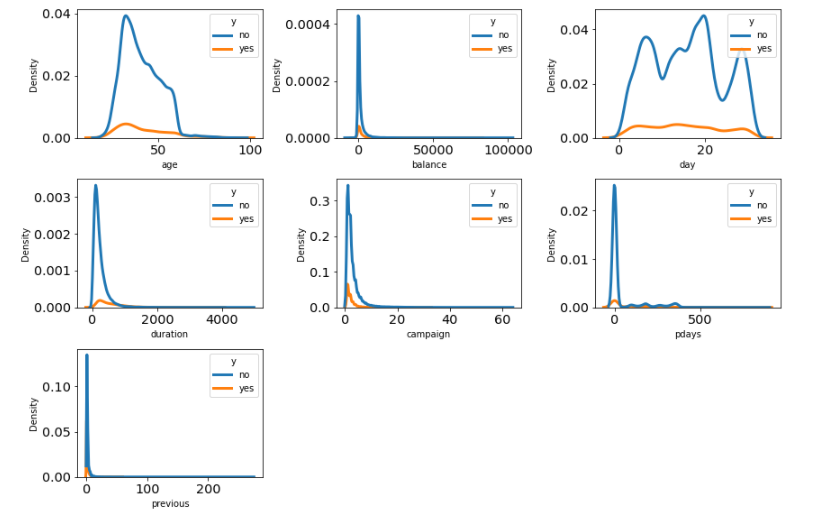 y
no
yes
0.04
0.02
0.00
Density
50
100
age
y
no
yes
0.0004
0.0002
0.0000
Density
0
50000
100000
balance
y
no
yes
0.04
0.02
0.00
Density
0
20
day
y
no
yes
0.003
0.002
0.001
0.000
Density
0
2000
4000
duration
y
no
yes
0.3
0.2
0.1
0.0
Density
0
20
40
60
campaign
y
no
yes
0.02
0.01
0.00
Density
0
500
pdays
y
no
yes
0.10
0.05
0.00
Density
0
100
200
previous